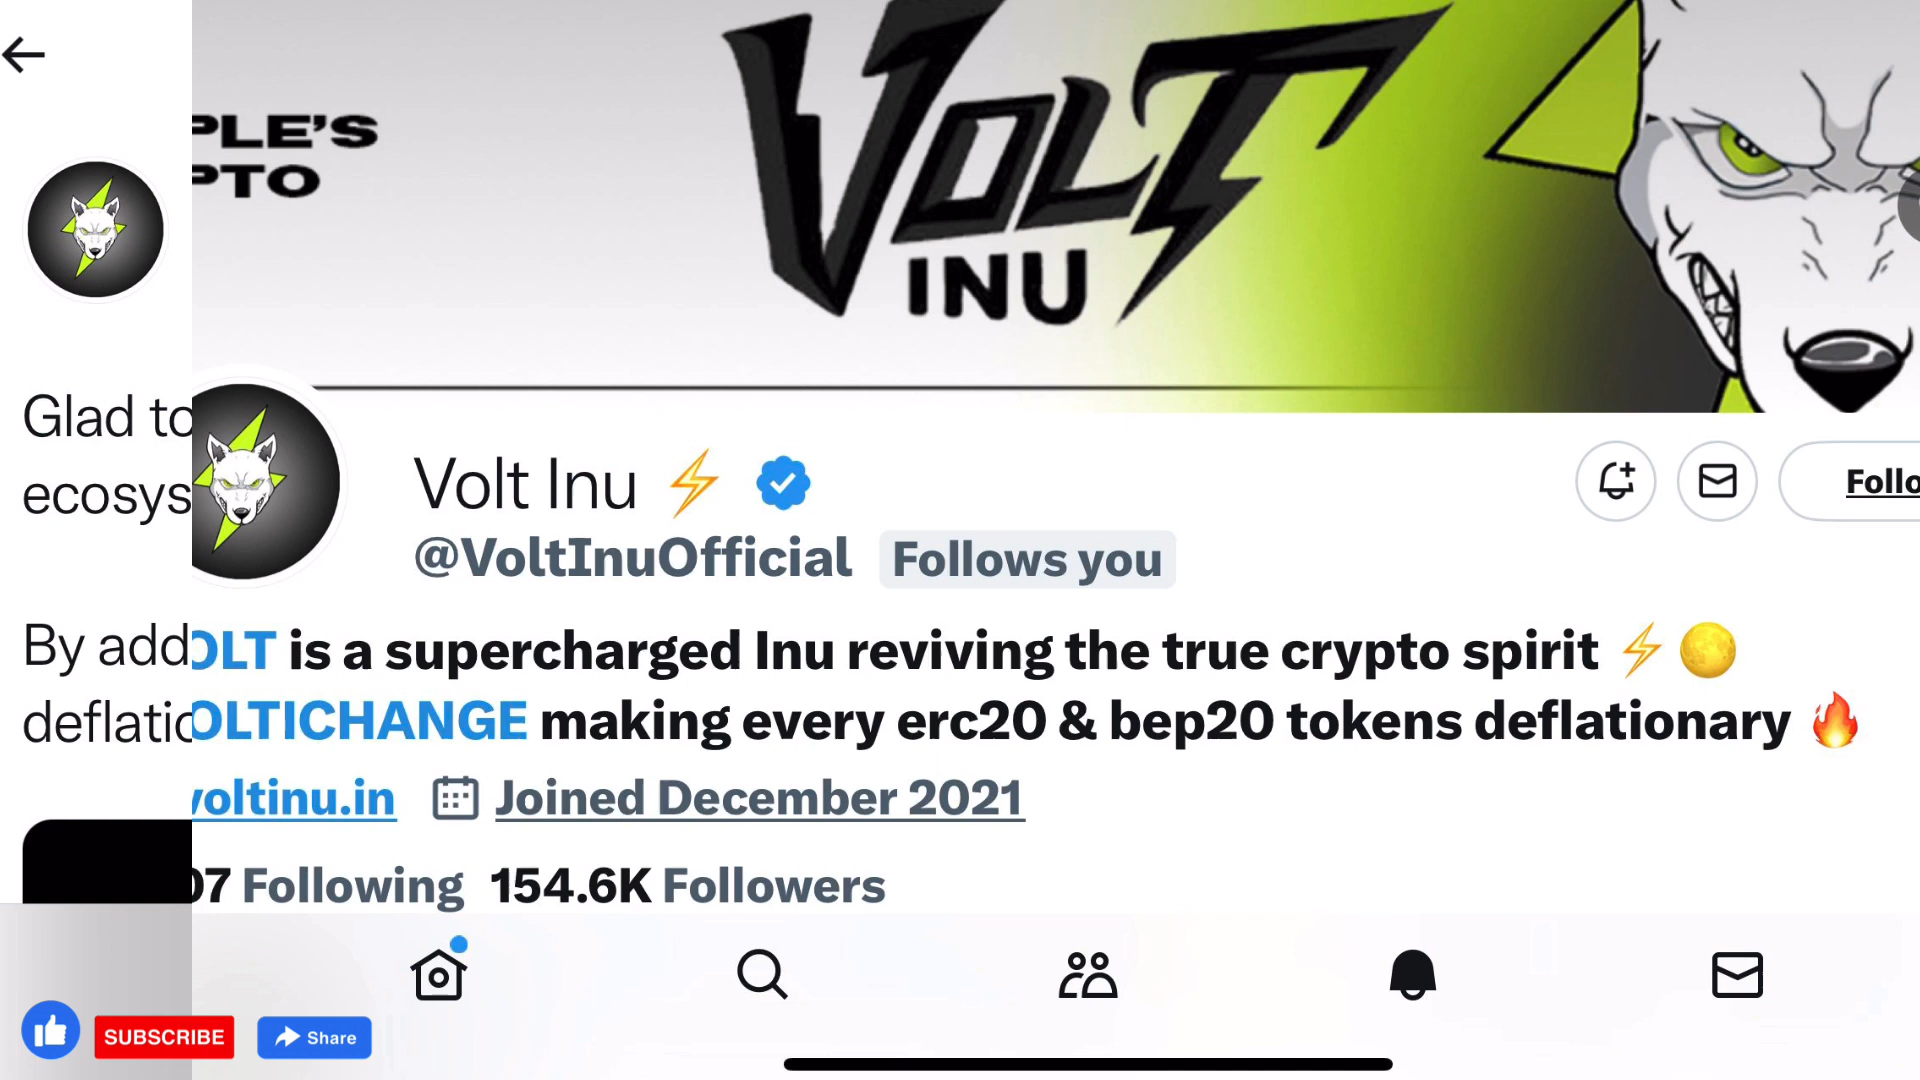 PLE'S
PTO
VOLT
INU
Glad to
ecosys
By add
deflatio
Volt Inu ⚡
@VoltInuOfficial Follows you
OLT is a supercharged Inu reviving the true crypto spirit ⚡ 🌕
OLTICHANGE making every erc20 & bep20 tokens deflationary 🔥
voltinu.in Joined December 2021
07 Following 154.6K Followers
Follo
SUBSCRIBE
Share